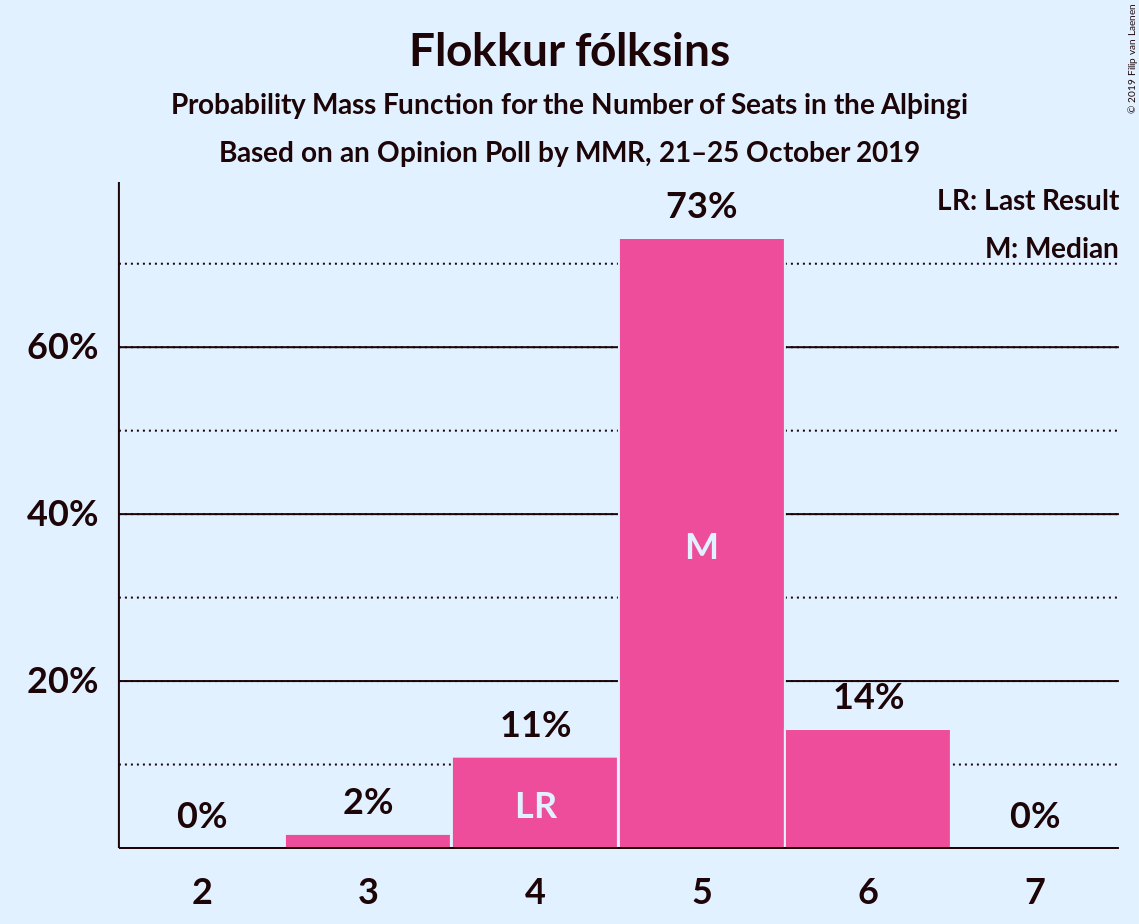 Flokkur fólksins
Probability Mass Function for the Number of Seats in the Alþingi
Based on an Opinion Poll by MMR, 21–25 October 2019
© 2019 Filip van Laenen
LR: Last Result
M: Median
73%
60%
40%
M
20%
14%
11%
LR
2%
0%
0%
2 3 4 5 6 7